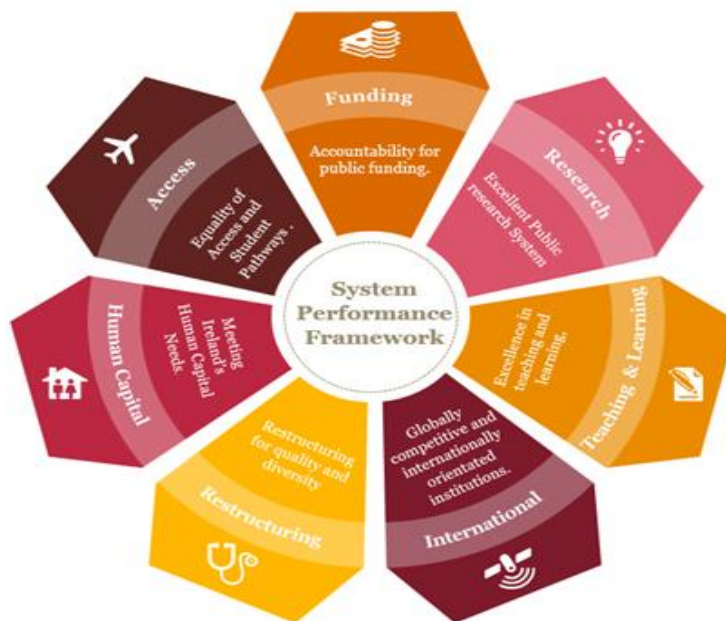 System
Performance
Framework
Funding
Accountability for
public funding.
Research
Excellent Public
research System
Teaching & Learning
Excellence in
teaching and
learning.
International
Globally
competitive and
internationally
orientated
institutions.
Restructuring
Restructuring
for quality and
diversity
Human Capital
Meeting
Ireland's
Human Capital
Needs.
Access
Equality of
Access and
Student
Pathways .